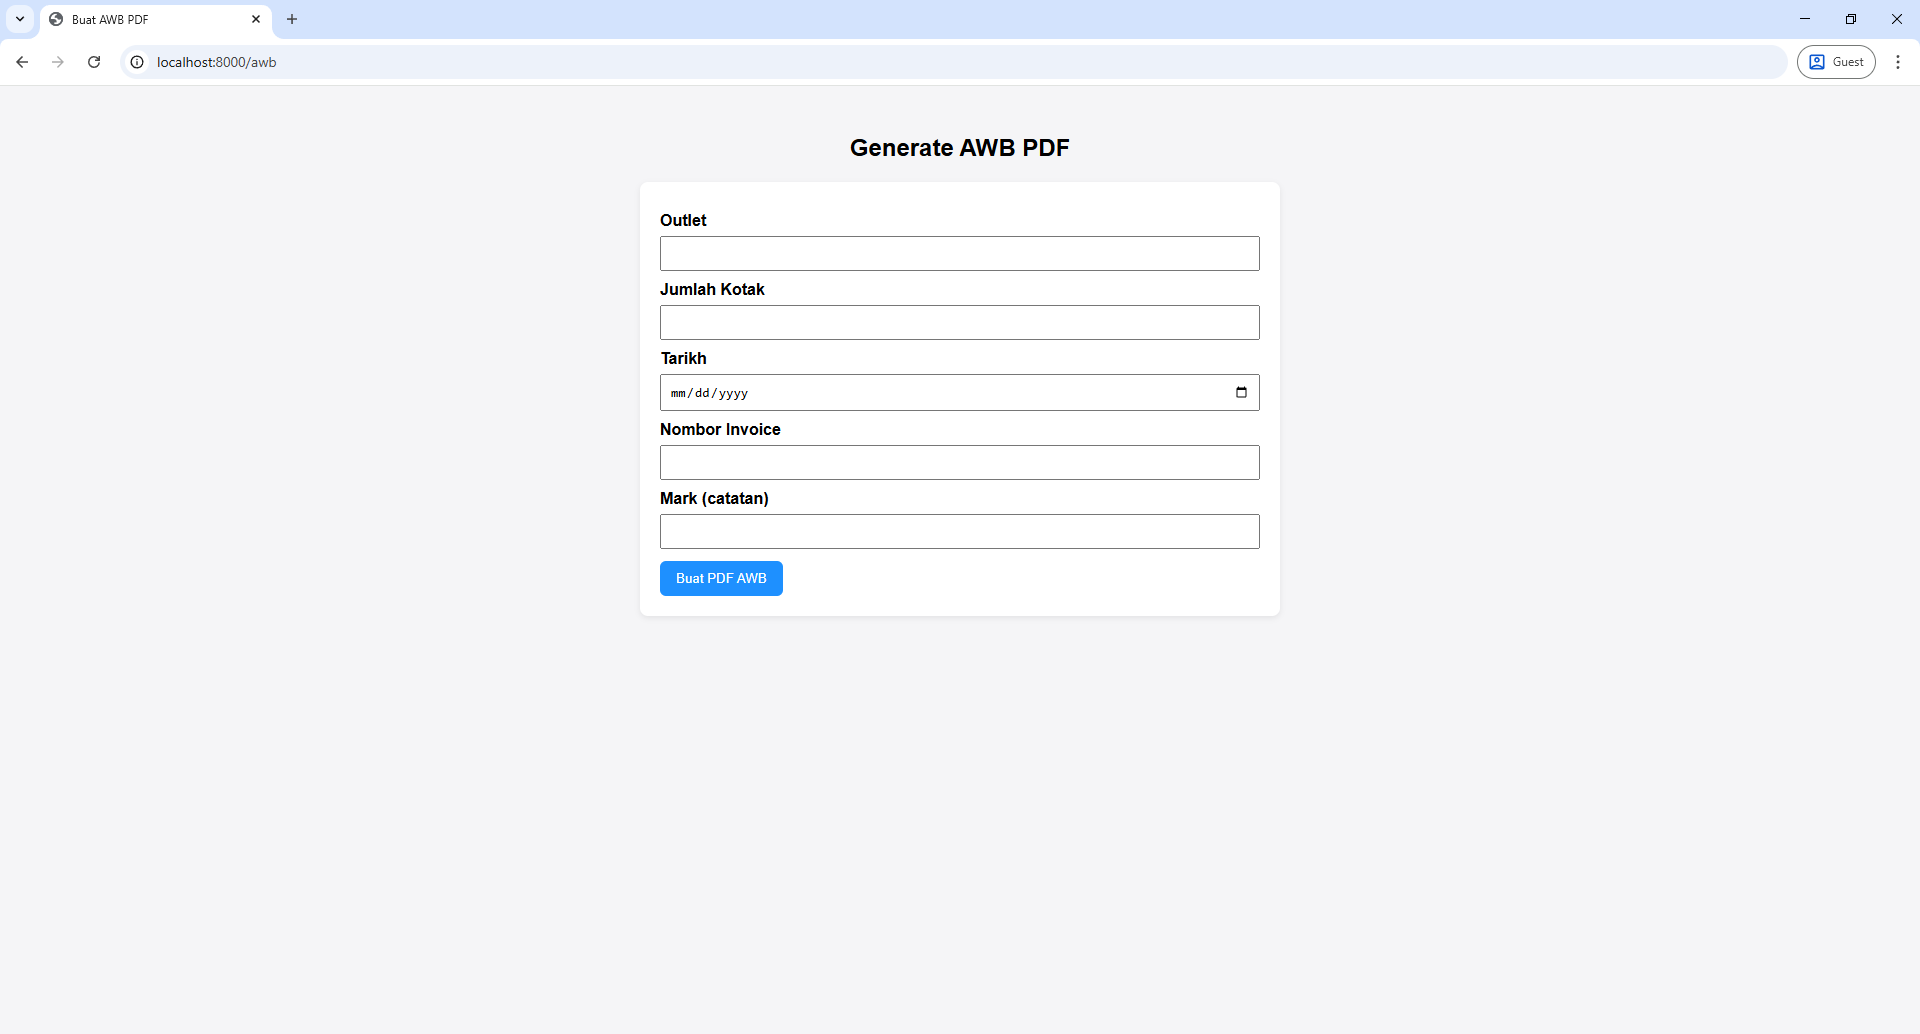 Buat AWB PDF
localhost:8000/awb
Guest
Generate AWB PDF
Outlet
Jumlah Kotak
Tarikh
mm/dd/yyyy
Nombor Invoice
Mark (catatan)
Buat PDF AWB